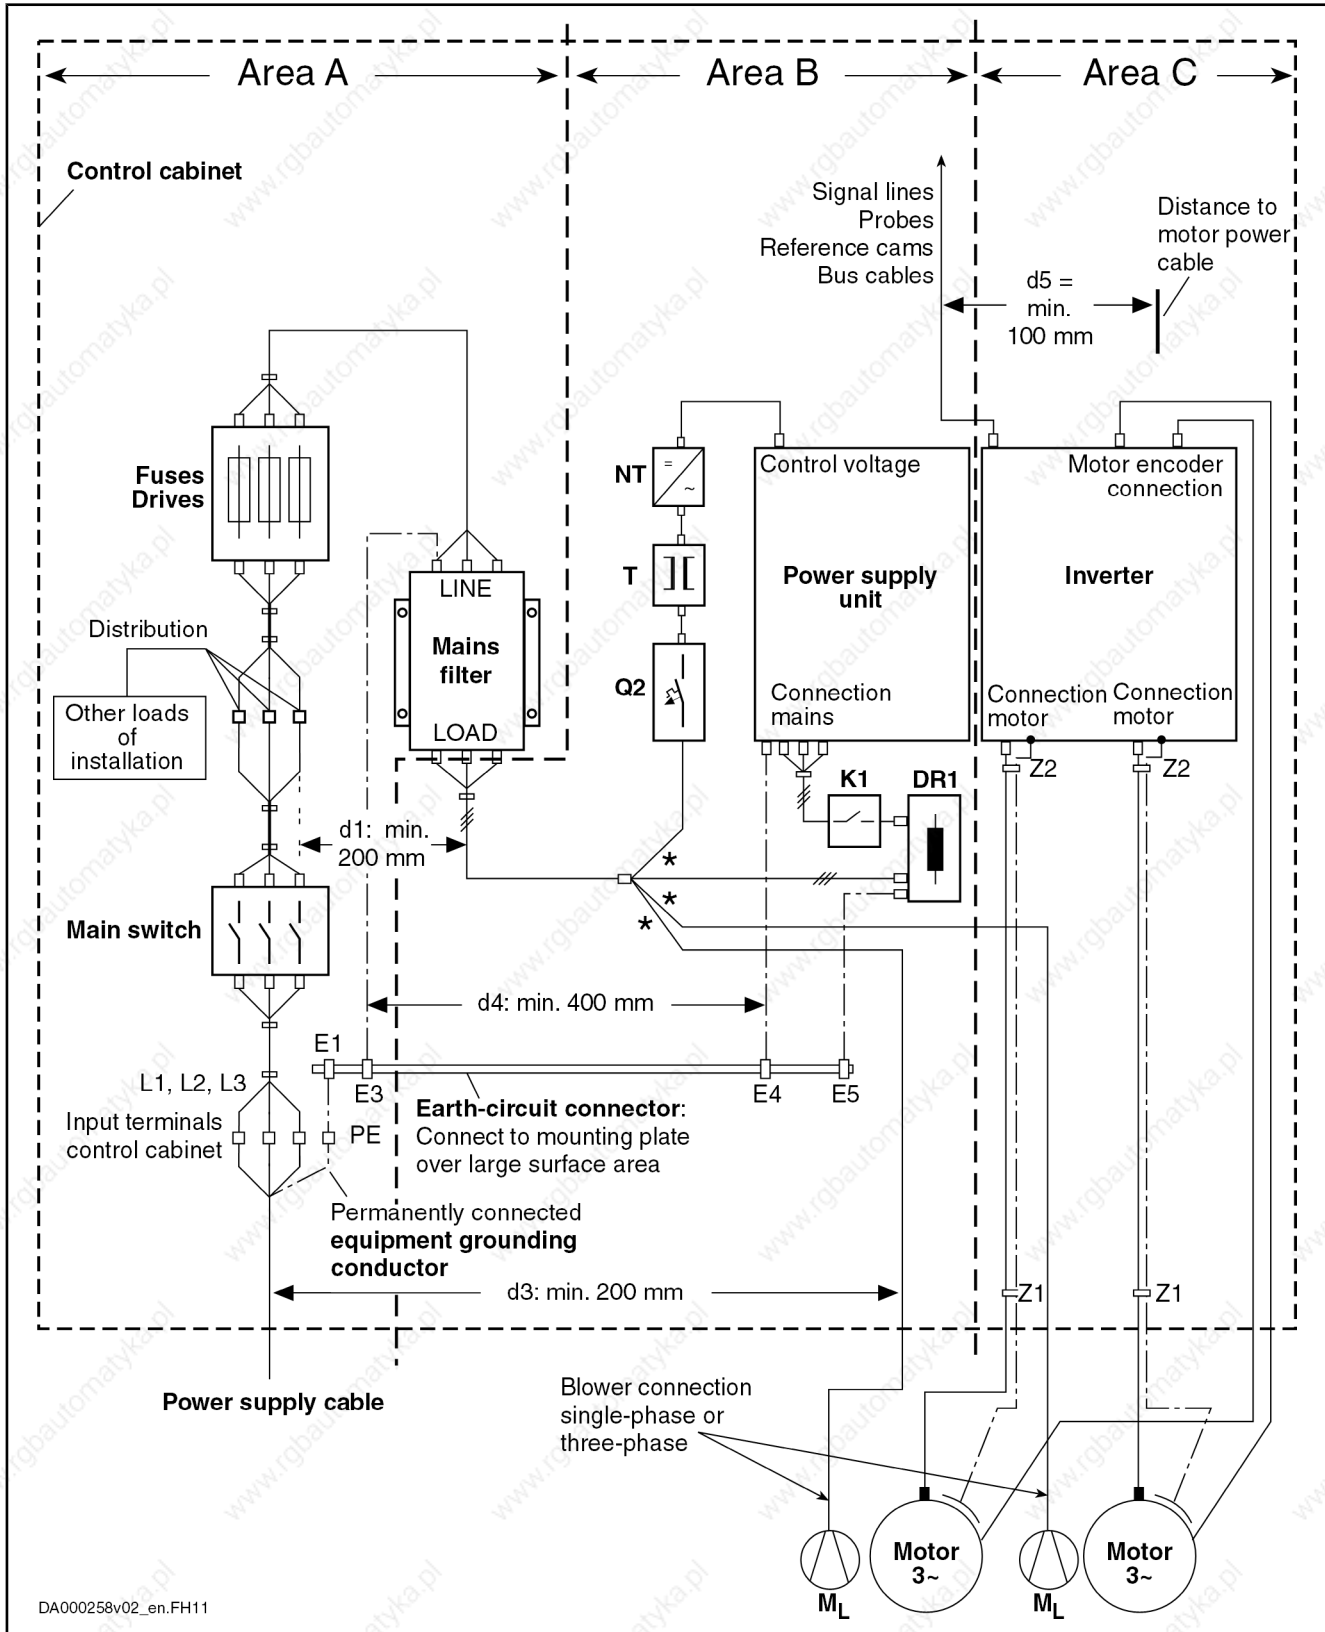 Area A
Area B
Area C
Control cabinet
Signal lines
Probes
Reference cams
Bus cables
Distance to
motor power
cable
d5 =
min.
100 mm
Fuses
Drives
NT
=
~
Control voltage
Motor encoder
connection
LINE
T
Power supply
unit
Inverter
Distribution
Mains
filter
Q2
Other loads
of
installation
LOAD
Connection
mains
Connection
motor
Connection
motor
Z2
Z2
K1
DR1
d1: min.
200 mm
*
*
*
Main switch
d4: min. 400 mm
E1
E3
E4
E5
L1, L2, L3
Input terminals
control cabinet
PE
Earth-circuit connector:
Connect to mounting plate
over large surface area
Permanently connected
equipment grounding
conductor
d3: min. 200 mm
Z1
Z1
Power supply cable
Blower connection
single-phase or
three-phase
Motor
3~
Motor
3~
ML
ML
DA000258v02_en.FH11
www.rgbautomatyka.pl